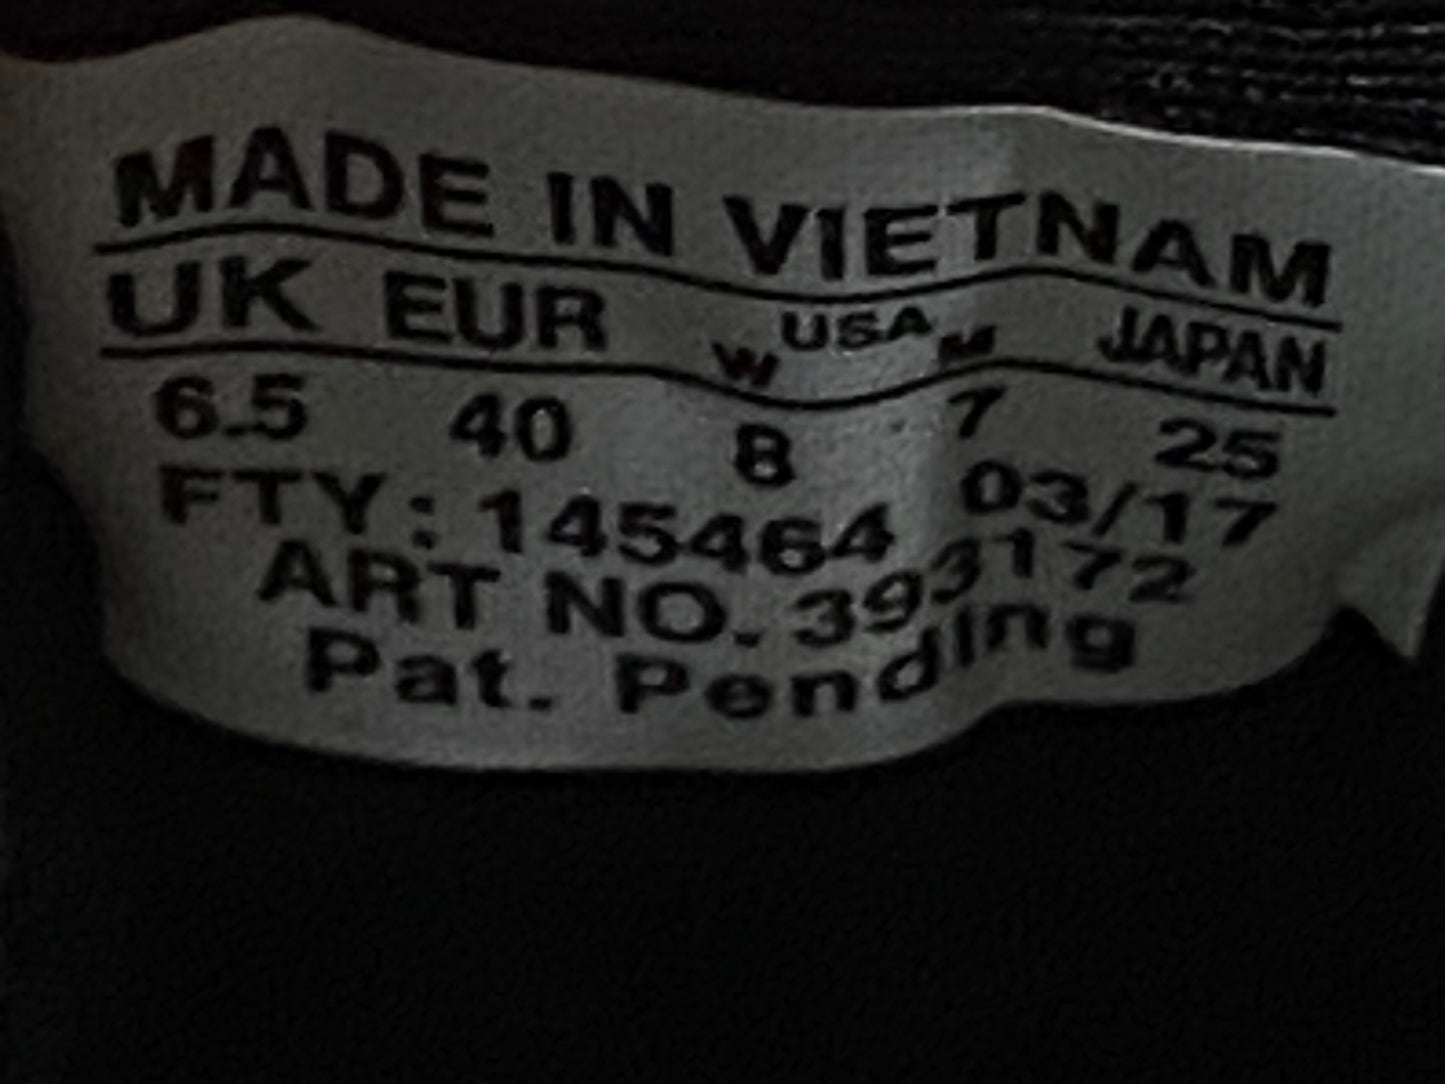 MADE IN VIETNAM
UK EUR W USA M JAPAN
6.5 40 8 7 25
FTY: 145464 03/17
ART NO. 393172
Pat. Pending